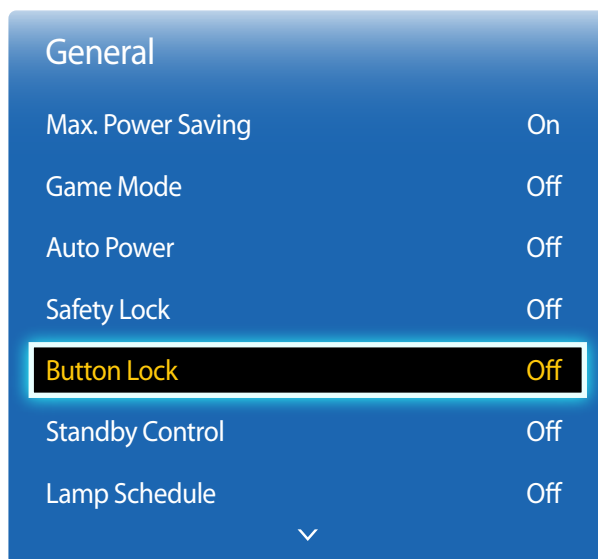 General
Max. Power Saving On
Game Mode Off
Auto Power Off
Safety Lock Off
Button Lock Off
Standby Control Off
Lamp Schedule Off